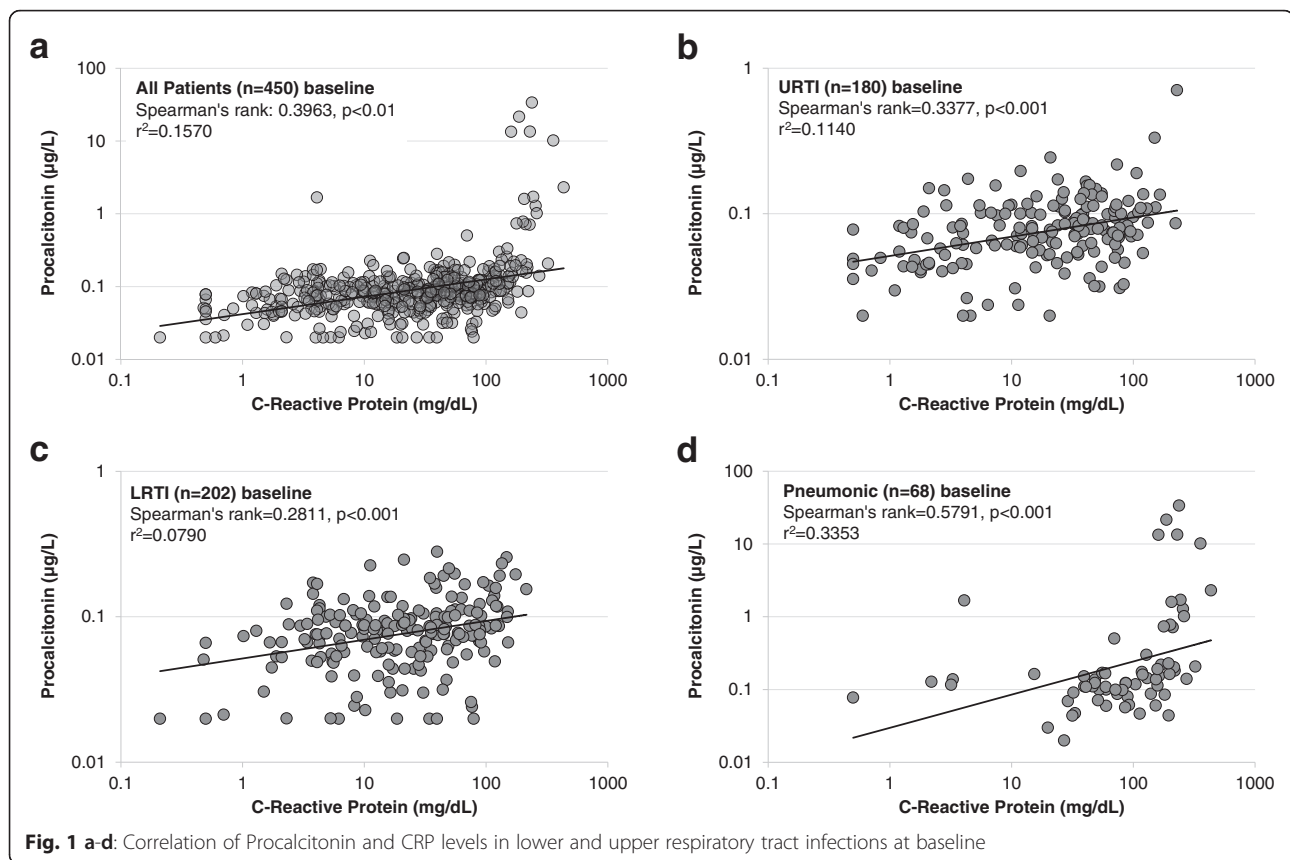 a
100
10
1
0.1
0.01
Procalcitonin (µg/L)
All Patients (n=450) baseline
Spearman's rank: 0.3963, p<0.01
r²=0.1570
0.1 1 10 100 1000
C-Reactive Protein (mg/dL)
b
1
0.1
0.01
Procalcitonin (µg/L)
URTI (n=180) baseline
Spearman's rank=0.3377, p<0.001
r²=0.1140
0.1 1 10 100 1000
C-Reactive Protein (mg/dL)
c
1
0.1
0.01
Procalcitonin (µg/L)
LRTI (n=202) baseline
Spearman's rank=0.2811, p<0.001
r²=0.0790
0.1 1 10 100 1000
C-Reactive Protein (mg/dL)
d
100
10
1
0.1
0.01
Procalcitonin (µg/L)
Pneumonic (n=68) baseline
Spearman's rank=0.5791, p<0.001
r²=0.3353
0.1 1 10 100 1000
C-Reactive Protein (mg/dL)
Fig. 1 a-d: Correlation of Procalcitonin and CRP levels in lower and upper respiratory tract infections at baseline